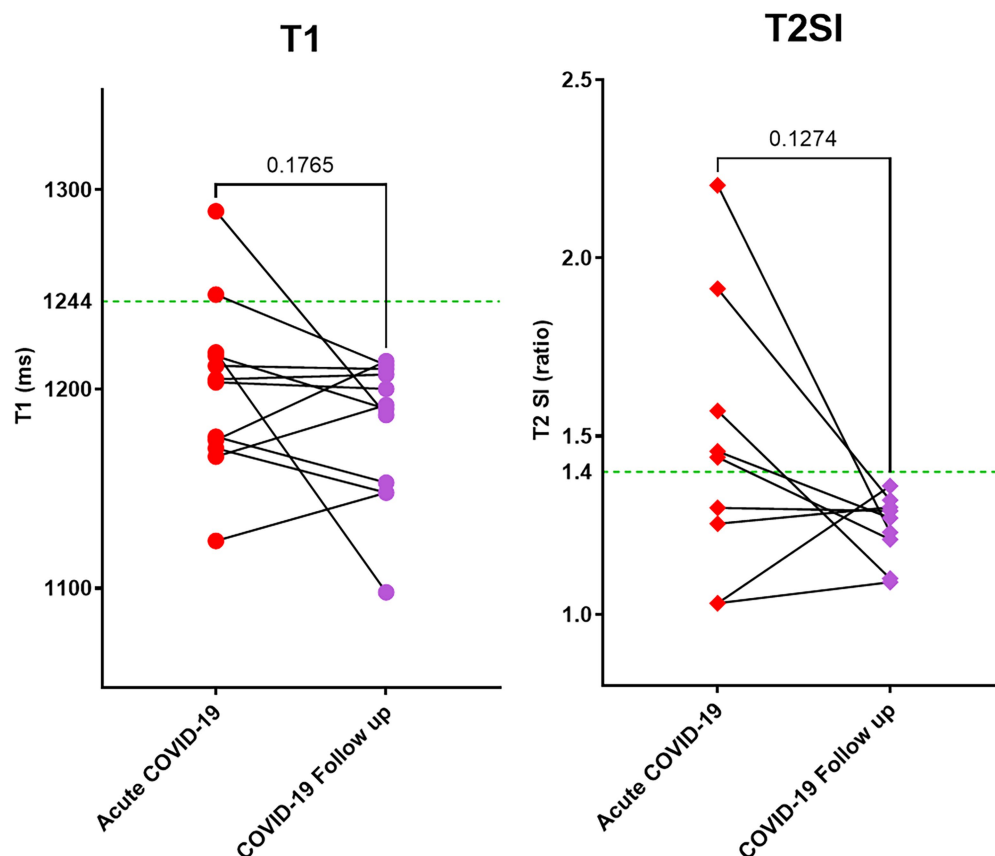 T1
T1 (ms)
1300
1244
1200
1100
0.1765
Acute COVID-19
COVID-19 Follow up
T2SI
T2 SI (ratio)
2.5
2.0
1.5
1.4
1.0
0.1274
Acute COVID-19
COVID-19 Follow up